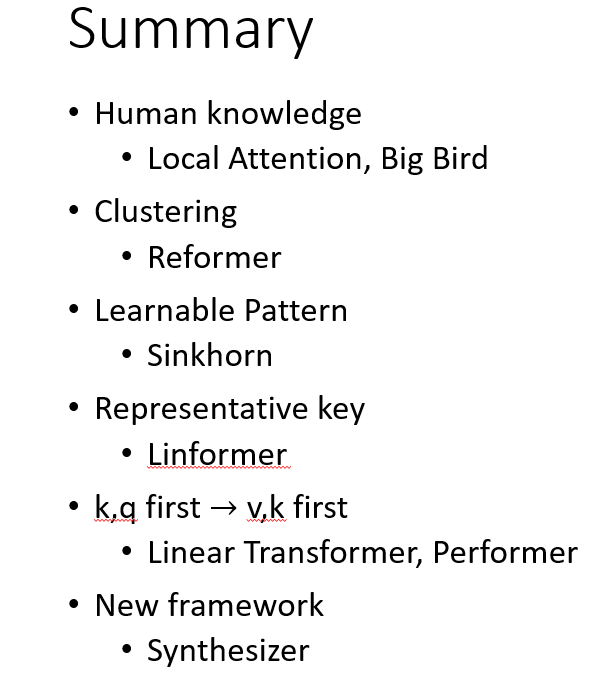 Summary
• Human knowledge
• Local Attention, Big Bird
• Clustering
• Reformer
• Learnable Pattern
• Sinkhorn
• Representative key
• Linformer
• k,q first → v,k first
• Linear Transformer, Performer
• New framework
• Synthesizer